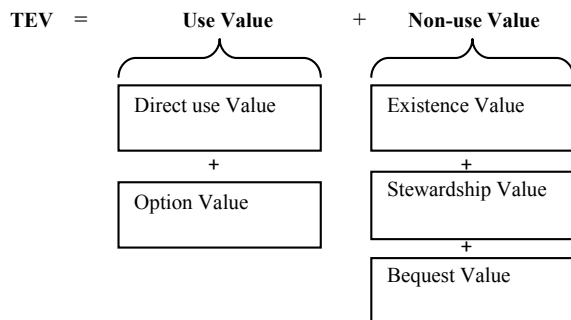 TEV = Use Value + Non-use Value
Direct use Value
Existence Value
+
+
Option Value
Stewardship Value
+
Bequest Value